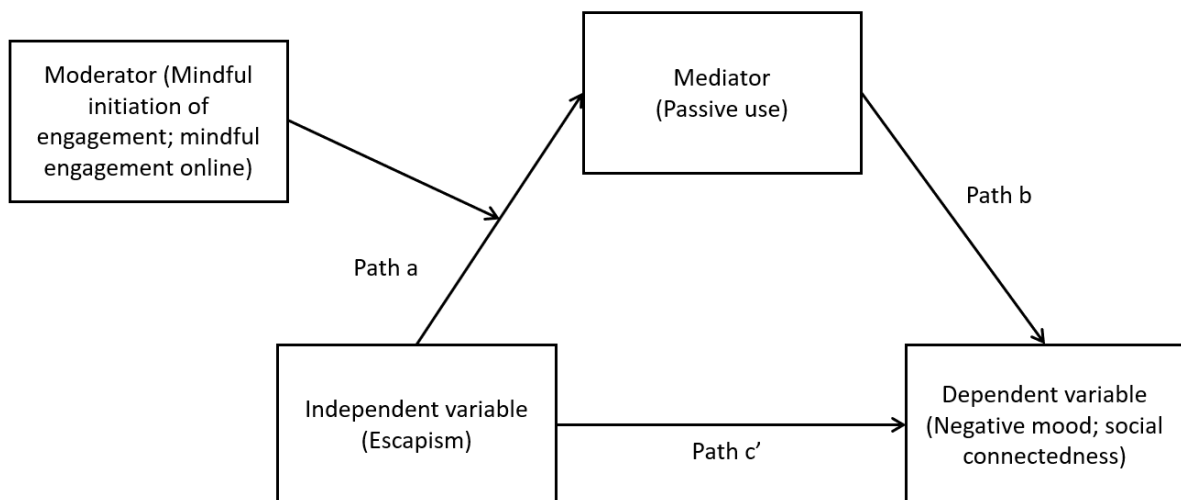 Moderator (Mindful
initiation of
engagement; mindful
engagement online)
Mediator
(Passive use)
Path a
Path b
Independent variable
(Escapism)
Path c’
Dependent variable
(Negative mood; social
connectedness)